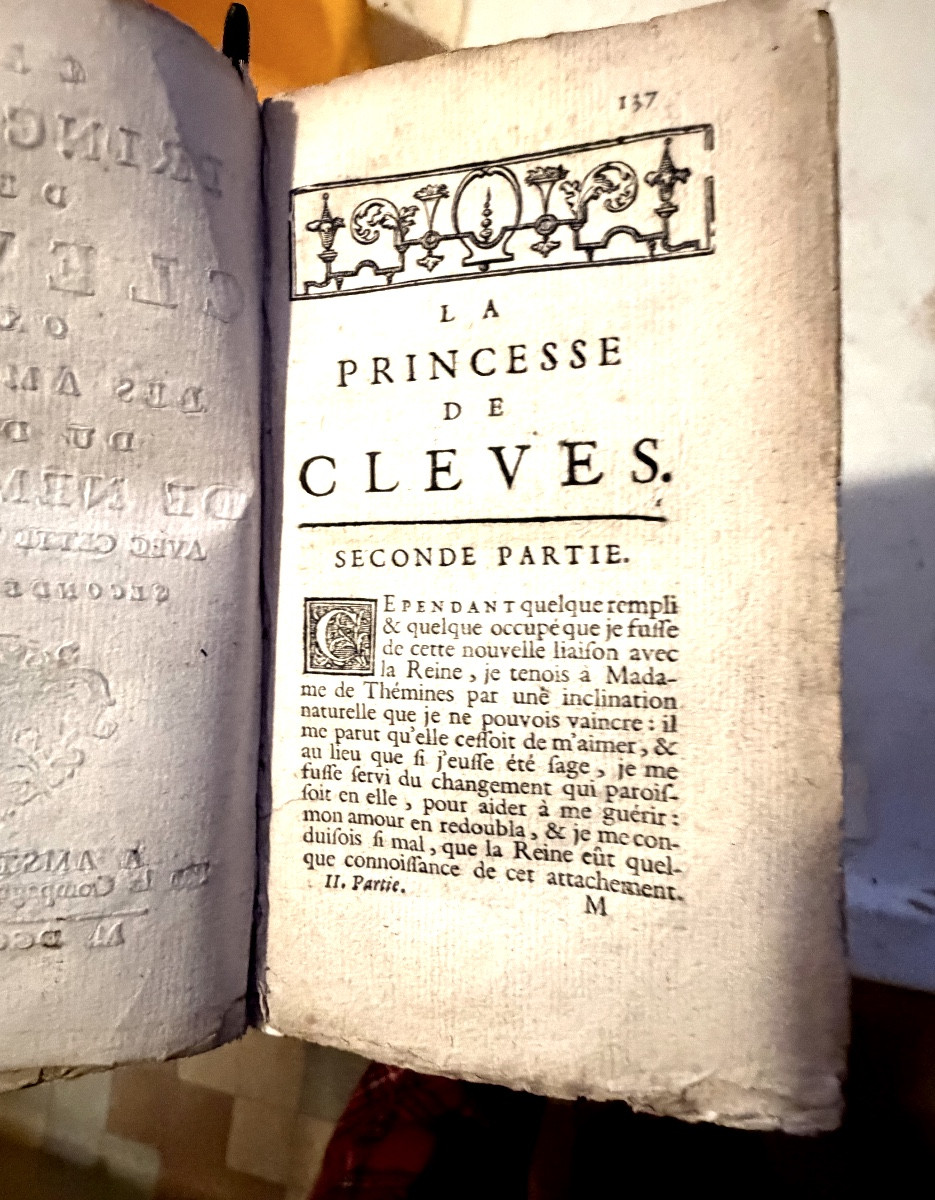 137
LA
PRINCESSE
DE
CLEVES.
SECONDE PARTIE.
CEPENDANT quelque rempli
& quelque occupé que je fuſſe
de cette nouvelle liaiſon avec
la Reine, je tenois à Mada-
me de Thémines par unè inclination
naturelle que je ne pouvois vaincre : il
me parut qu'elle ceſſoit de m'aimer, &
au lieu que ſi j'euſſe été ſage, je me
fuſſe ſervi du changement qui paroiſ-
ſoit en elle, pour aider à me guérir :
mon amour en redoubla, & je me con-
duiſois ſi mal, que la Reine eût quel-
que connoiſſance de cet attachement.
II. Partie.
M